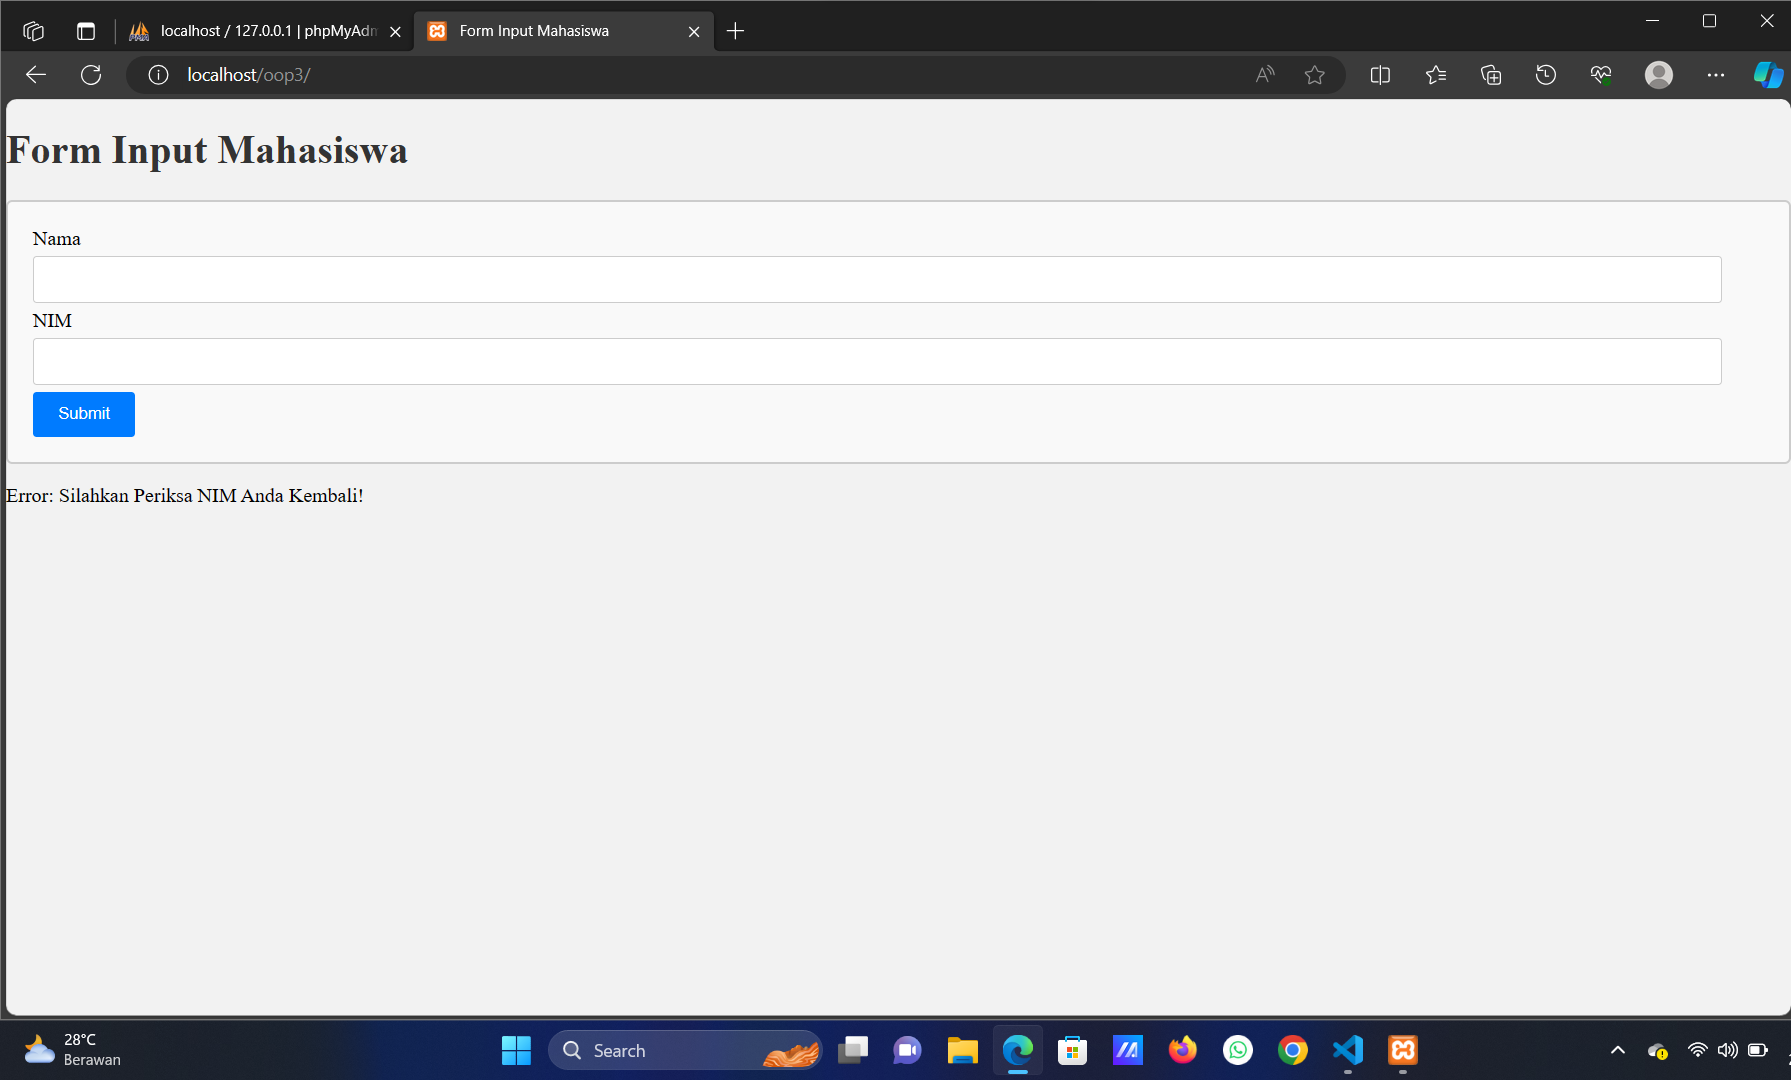 localhost / 127.0.0.1 | phpMyAdm
Form Input Mahasiswa
localhost/oop3/
Form Input Mahasiswa
Nama
NIM
Submit
Error: Silahkan Periksa NIM Anda Kembali!
28°C
Berawan
Search